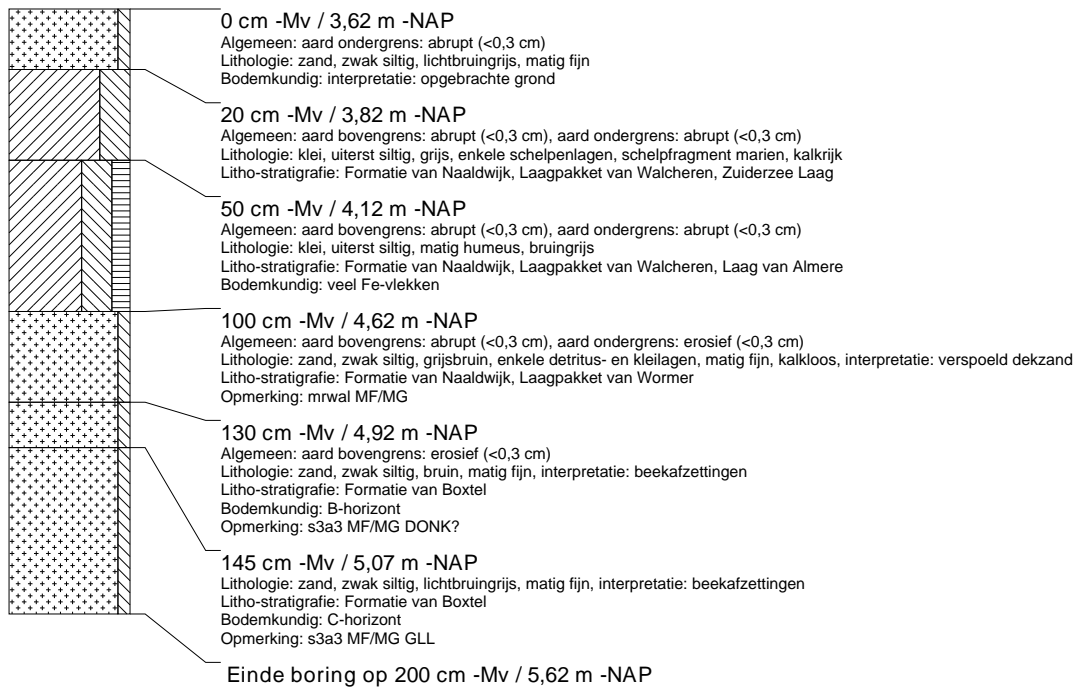 0 cm -Mv / 3,62 m -NAP
Algemeen: aard ondergrens: abrupt (<0,3 cm)
Lithologie: zand, zwak siltig, lichtbruingrijs, matig fijn
Bodemkundig: interpretatie: opgebrachte grond
20 cm -Mv / 3,82 m -NAP
Algemeen: aard bovengrens: abrupt (<0,3 cm), aard ondergrens: abrupt (<0,3 cm)
Lithologie: klei, uiterst siltig, grijs, enkele schelpenlagen, schelpfragment marien, kalkrijk
Litho-stratigrafie: Formatie van Naaldwijk, Laagpakket van Walcheren, Zuiderzee Laag
50 cm -Mv / 4,12 m -NAP
Algemeen: aard bovengrens: abrupt (<0,3 cm), aard ondergrens: abrupt (<0,3 cm)
Lithologie: klei, uiterst siltig, matig humeus, bruingrijs
Litho-stratigrafie: Formatie van Naaldwijk, Laagpakket van Walcheren, Laag van Almere
Bodemkundig: veel Fe-vlekken
100 cm -Mv / 4,62 m -NAP
Algemeen: aard bovengrens: abrupt (<0,3 cm), aard ondergrens: erosief (<0,3 cm)
Lithologie: zand, zwak siltig, grijsbruin, enkele detritus- en kleilagen, matig fijn, kalkloos, interpretatie: verspoeld dekzand
Litho-stratigrafie: Formatie van Naaldwijk, Laagpakket van Wormer
Opmerking: mrwal MF/MG
130 cm -Mv / 4,92 m -NAP
Algemeen: aard bovengrens: erosief (<0,3 cm)
Lithologie: zand, zwak siltig, bruin, matig fijn, interpretatie: beekafzettingen
Litho-stratigrafie: Formatie van Boxtel
Bodemkundig: B-horizont
Opmerking: s3a3 MF/MG DONK?
145 cm -Mv / 5,07 m -NAP
Lithologie: zand, zwak siltig, lichtbruingrijs, matig fijn, interpretatie: beekafzettingen
Litho-stratigrafie: Formatie van Boxtel
Bodemkundig: C-horizont
Opmerking: s3a3 MF/MG GLL
Einde boring op 200 cm -Mv / 5,62 m -NAP